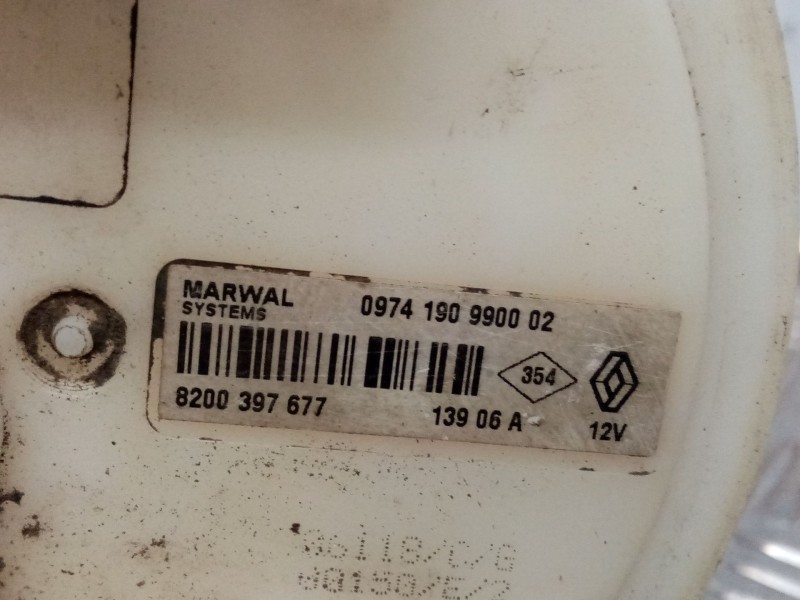 MARWAL
SYSTEMS
0974 190 9900 02
354
8200 397 677
139 06 A
12V